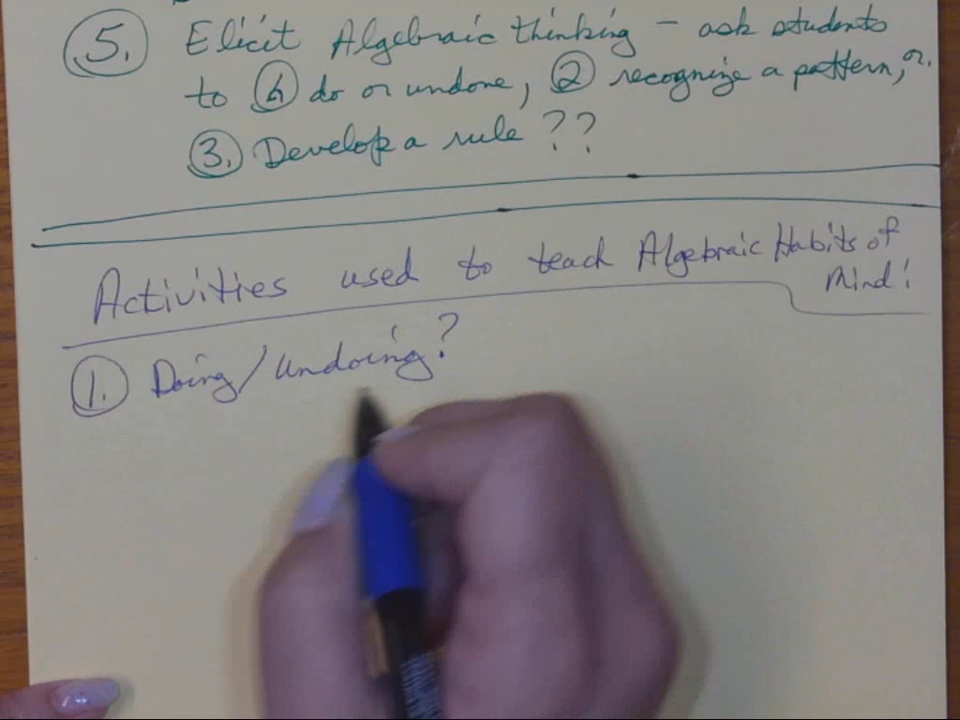 5. Elicit Algebraic thinking - ask students
to ① do or undone, ② recognize a pattern, or
3. Develop a rule ??
Activities used to teach Algebraic Habits of
Mind!
1. Doing/Undoing?